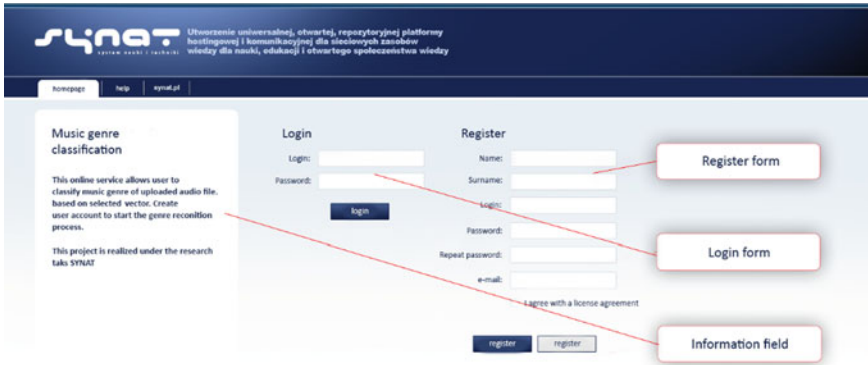 synat
system nauki i techniki
Utworzenie uniwersalnej, otwartej, repozytoryjnej platformy
hostingowej i komunikacyjnej dla sieciowych zasobów
wiedzy dla nauki, edukacji i otwartego społeczeństwa wiedzy
homepage help synat.pl
Music genre
classification
This online service allows user to
classify music genre of uploaded audio file.
based on selected vector. Create
user account to start the genre reconition
process.
This project is realized under the research
taks SYNAT
Login
Login:
Password:
login
Register
Name:
Surname:
Login:
Password:
Repeat password:
e-mail:
I agree with a license agreement
register register
Register form
Login form
Information field